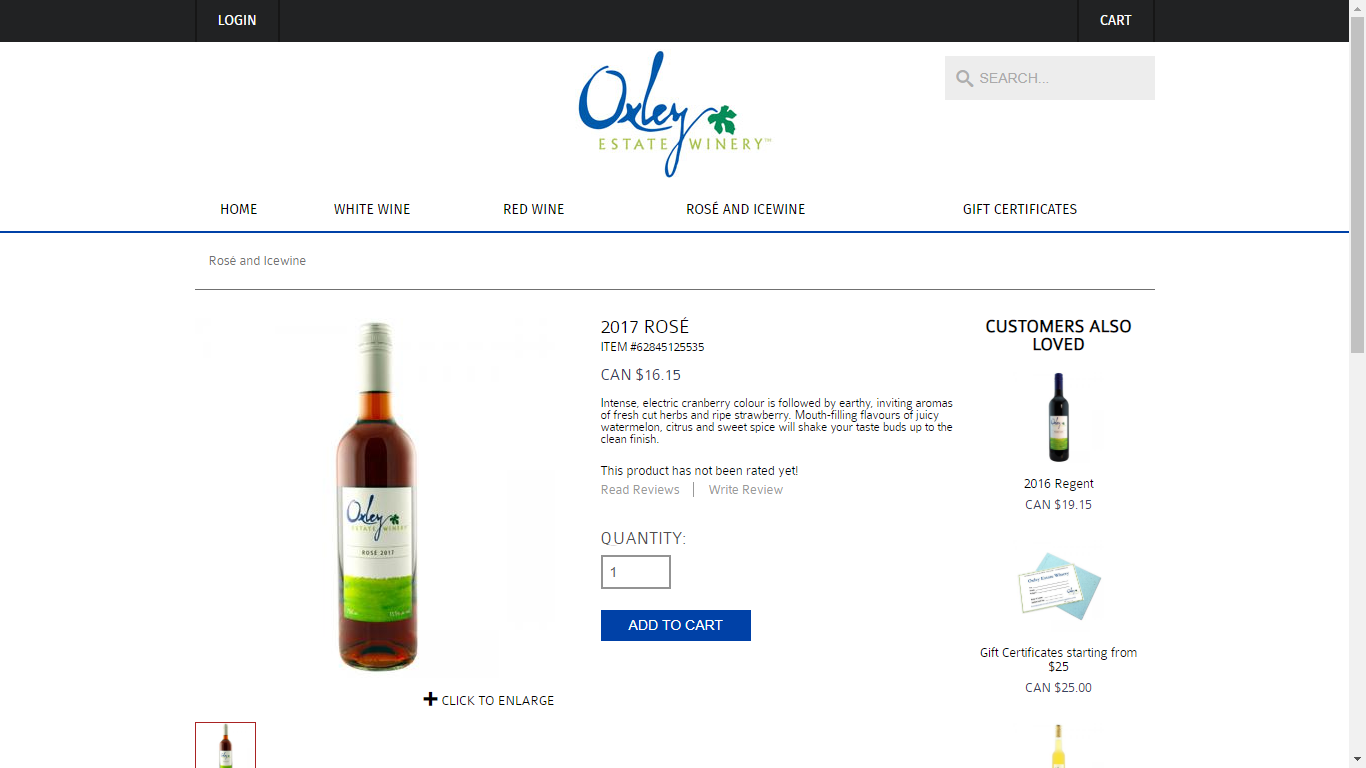 LOGIN
CART
Oxley
ESTATE WINERY™
SEARCH...
HOME
WHITE WINE
RED WINE
ROSÉ AND ICEWINE
GIFT CERTIFICATES
Rosé and Icewine
2017 ROSÉ
ITEM #62845125535
CAN $16.15
Intense, electric cranberry colour is followed by earthy, inviting aromas
of fresh cut herbs and ripe strawberry. Mouth-filling flavours of juicy
watermelon, citrus and sweet spice will shake your taste buds up to the
clean finish.
This product has not been rated yet!
Read Reviews
Write Review
QUANTITY:
1
ADD TO CART
Oxley
ESTATE WINERY
ROSÉ 2017
CLICK TO ENLARGE
CUSTOMERS ALSO
LOVED
Oxley
2016 Regent
CAN $19.15
Oxley Estate Winery
Gift Certificates starting from
$25
CAN $25.00